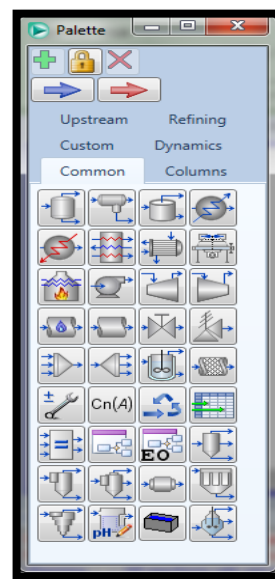 Palette
Upstream Refining
Custom Dynamics
Common Columns
Cn(A)
EO
pH